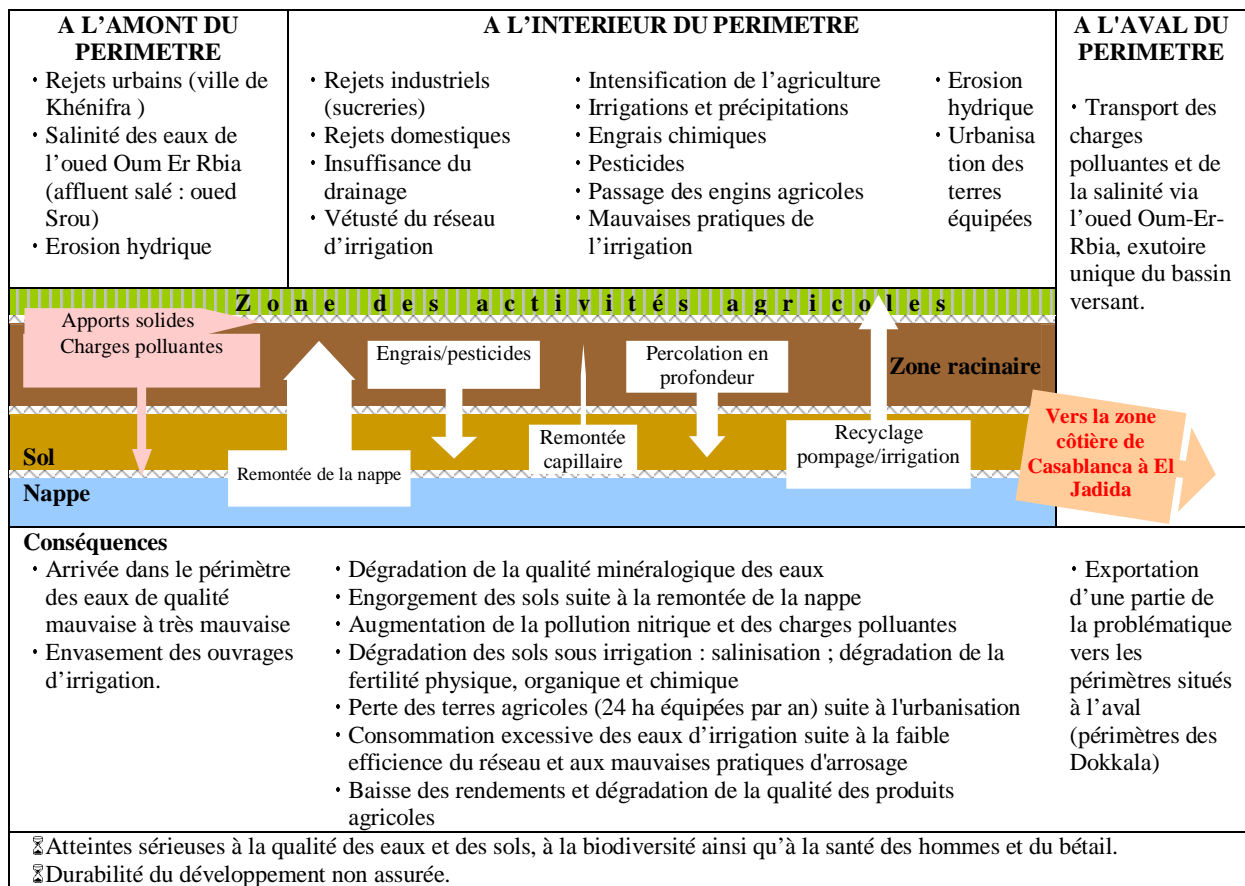 A L’AMONT DU
PERIMETRE
· Rejets urbains (ville de
Khénifra )
· Salinité des eaux de
l’oued Oum Er Rbia
(affluent salé : oued
Srou)
· Erosion hydrique
A L’INTERIEUR DU PERIMETRE
· Rejets industriels
(sucreries)
· Rejets domestiques
· Insuffisance du
drainage
· Vétusté du réseau
d’irrigation
· Intensification de l’agriculture
· Irrigations et précipitations
· Engrais chimiques
· Pesticides
· Passage des engins agricoles
· Mauvaises pratiques de
l’irrigation
· Erosion
hydrique
· Urbanisa
tion des
terres
équipées
A L'AVAL DU
PERIMETRE
· Transport des
charges
polluantes et de
la salinité via
l’oued Oum-Er-
Rbia, exutoire
unique du bassin
versant.
Zone des activités agricoles
Apports solides
Charges polluantes
Engrais/pesticides
Percolation en
profondeur
Zone racinaire
Remontée de la nappe
Remontée
capillaire
Recyclage
pompage/irrigation
Sol
Nappe
Vers la zone
côtière de
Casablanca à El
Jadida
Conséquences
· Arrivée dans le périmètre
des eaux de qualité
mauvaise à très mauvaise
· Envasement des ouvrages
d’irrigation.
· Dégradation de la qualité minéralogique des eaux
· Engorgement des sols suite à la remontée de la nappe
· Augmentation de la pollution nitrique et des charges polluantes
· Dégradation des sols sous irrigation : salinisation ; dégradation de la
fertilité physique, organique et chimique
· Perte des terres agricoles (24 ha équipées par an) suite à l'urbanisation
· Consommation excessive des eaux d’irrigation suite à la faible
efficience du réseau et aux mauvaises pratiques d'arrosage
· Baisse des rendements et dégradation de la qualité des produits
agricoles
· Exportation
d’une partie de
la problématique
vers les
périmètres situés
à l’aval
(périmètres des
Dokkala)
Atteintes sérieuses à la qualité des eaux et des sols, à la biodiversité ainsi qu’à la santé des hommes et du bétail.
Durabilité du développement non assurée.